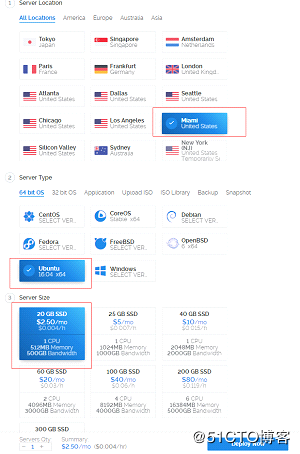 1 Server Location
All Locations America Europe Australia Asia
Tokyo
Japan
Singapore
Singapore
Amsterdam
Netherlands
Paris
France
Frankfurt
Germany
London
United Kingd..
Atlanta
United States
Dallas
United States
Seattle
United States
Chicago
United States
Los Angeles
United States
Miami
United States
Silicon Valley
United States
Sydney
Australia
New York
(NJ)
United States
Temporarily S
2 Server Type
64 bit OS 32 bit OS Application Upload ISO ISO Library Backup Snapshot
CentOS
SELECT VER..
CoreOS
Stable x64
Debian
SELECT VER..
Fedora
SELECT VER..
FreeBSD
SELECT VER..
OpenBSD
6 x64
Ubuntu
16.04 x64
Windows
SELECT VER..
3 Server Size
20 GB SSD
$2.50/mo
$0.004/h
1 CPU
512MB Memory
500GB Bandwidth
25 GB SSD
$5/mo
$0.007/h
1 CPU
1024MB Memory
1000GB Bandwidth
40 GB SSD
$10/mo
$0.015/h
1 CPU
2048MB Memory
2000GB Bandwidth
60 GB SSD
$20/mo
$0.03/h
2 CPU
4096MB Memory
3000GB Bandwidth
100 GB SSD
$40/mo
$0.06/h
4 CPU
8192MB Memory
4000GB Bandwidth
200 GB SSD
$80/mo
6 CPU
16384MB Memory
5000GB Bandwidth
300 GB SSD
Servers Qty:
- 1 +
Summary
$2.50/mo ($0.004/hr)
Deploy Now
@51CTO博客